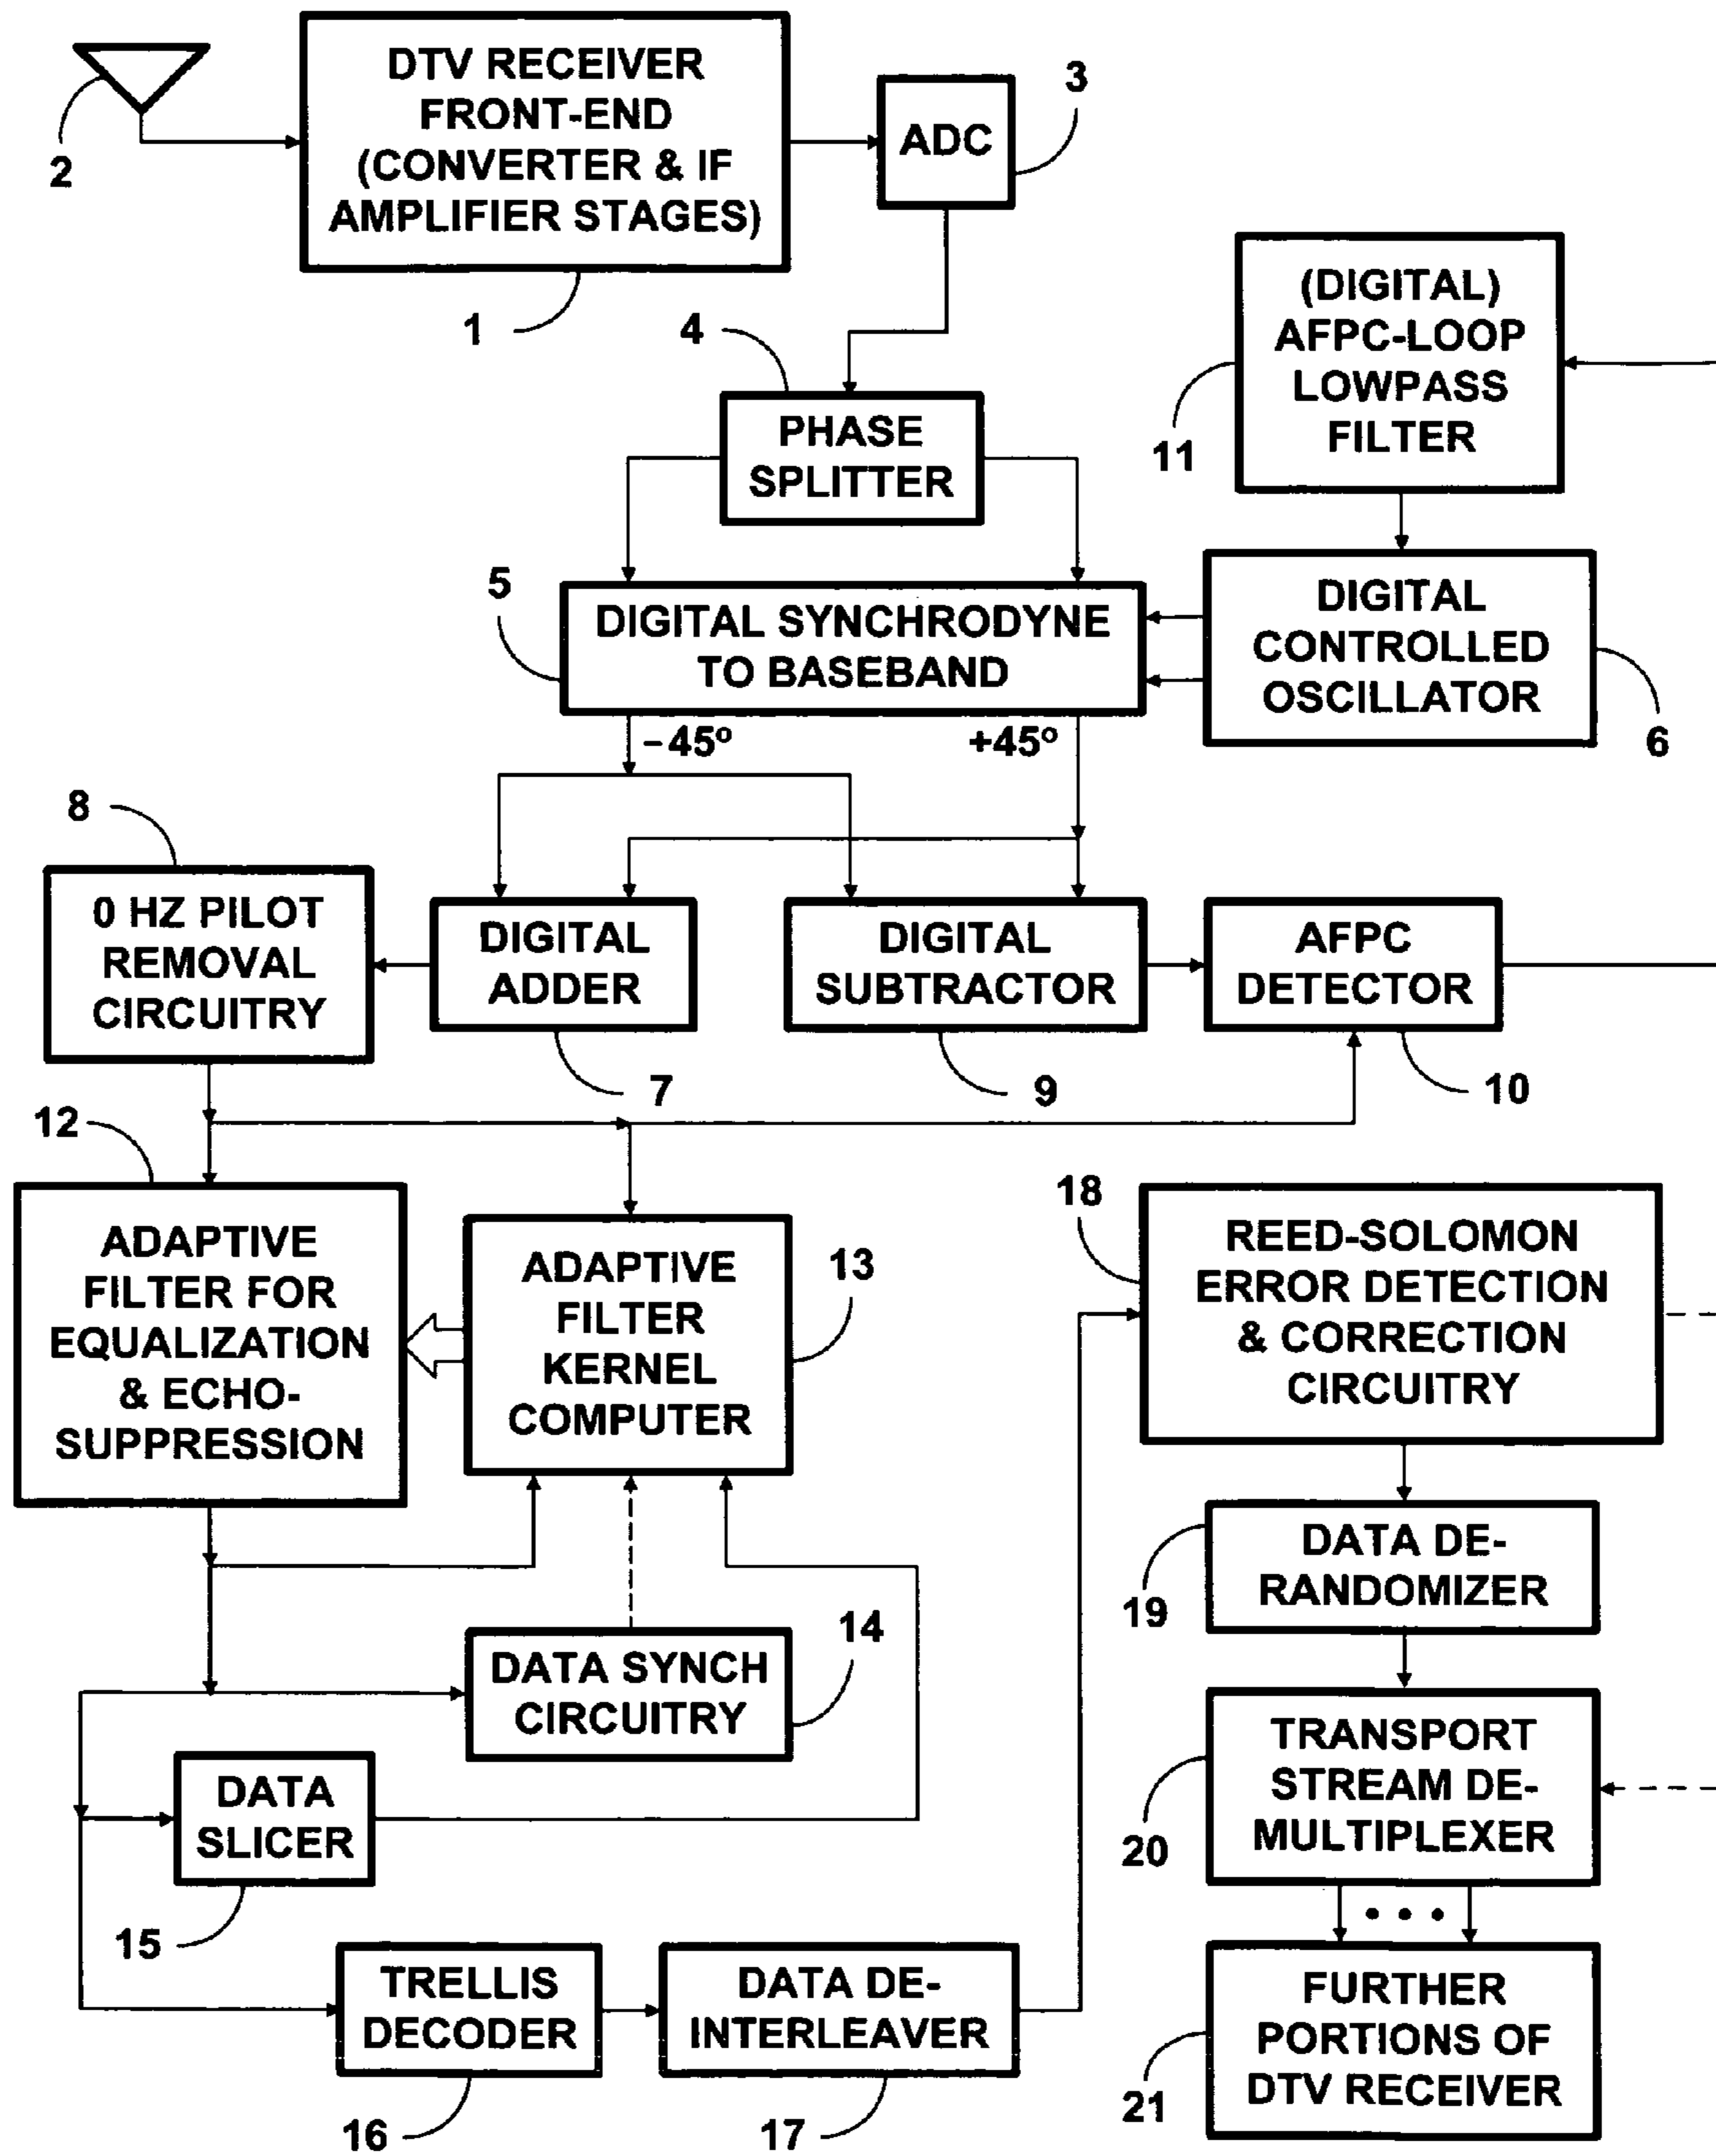 2
DTV RECEIVER
FRONT-END
(CONVERTER & IF
AMPLIFIER STAGES)
1
ADC
3
4
PHASE
SPLITTER
(DIGITAL)
AFPC-LOOP
LOWPASS
FILTER
11
5
DIGITAL SYNCHRODYNE
TO BASEBAND
DIGITAL
CONTROLLED
OSCILLATOR
6
–45º
+45º
8
0 HZ PILOT
REMOVAL
CIRCUITRY
DIGITAL
ADDER
7
DIGITAL
SUBTRACTOR
9
AFPC
DETECTOR
10
12
ADAPTIVE
FILTER FOR
EQUALIZATION
& ECHO-
SUPPRESSION
ADAPTIVE
FILTER
KERNEL
COMPUTER
13
18
REED-SOLOMON
ERROR DETECTION
& CORRECTION
CIRCUITRY
DATA SYNCH
CIRCUITRY
14
DATA
SLICER
15
TRELLIS
DECODER
16
DATA DE-
INTERLEAVER
17
DATA DE-
RANDOMIZER
19
TRANSPORT
STREAM DE-
MULTIPLEXER
20
• • •
FURTHER
PORTIONS OF
DTV RECEIVER
21